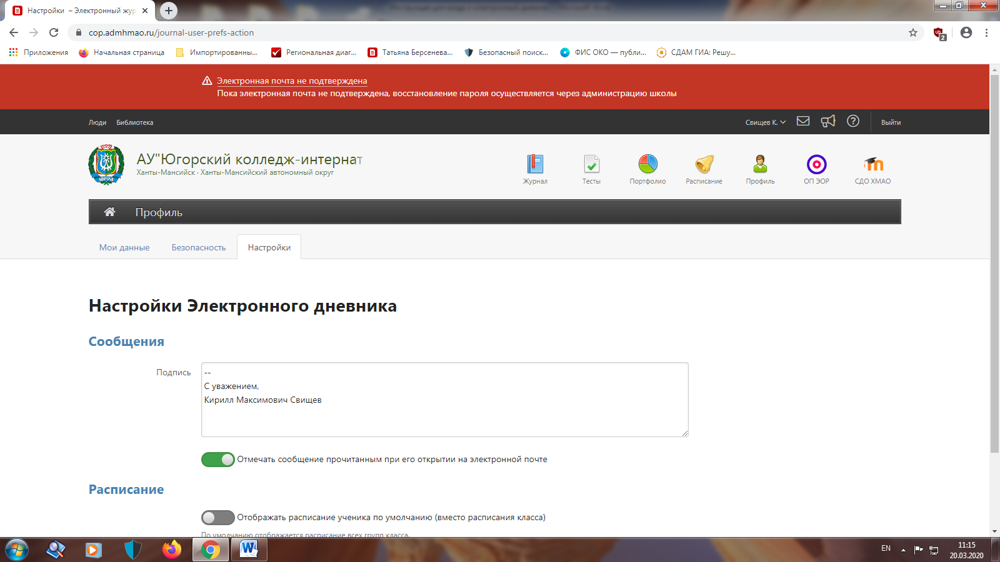 Настройки – Электронный жур
cop.admhmao.ru/journal-user-prefs-action
2
Приложения
Начальная страница
Импортированны...
Региональная диаг...
Татьяна Берсенева...
Безопасный поиск...
ФИС ОКО — публи...
СДАМ ГИА: Решу...
Электронная почта не подтверждена
Пока электронная почта не подтверждена, восстановление пароля осуществляется через администрацию школы
Люди
Библиотека
Свищев К.
Выйти
АУ"Югорский колледж-интернат
Ханты-Мансийск · Ханты-Мансийский автономный округ
ЮГРА
Журнал
Тесты
Портфолио
Расписание
Профиль
ОП ЭОР
СДО ХМАО
Профиль
Мои данные
Безопасность
Настройки
Настройки Электронного дневника
Сообщения
Подпись
--
С уважением,
Кирилл Максимович Свищев
Отмечать сообщение прочитанным при его открытии на электронной почте
Расписание
Отображать расписание ученика по умолчанию (вместо расписания класса)
По умолчанию отображается расписание всех групп класса.
EN
11:15
20.03.2020